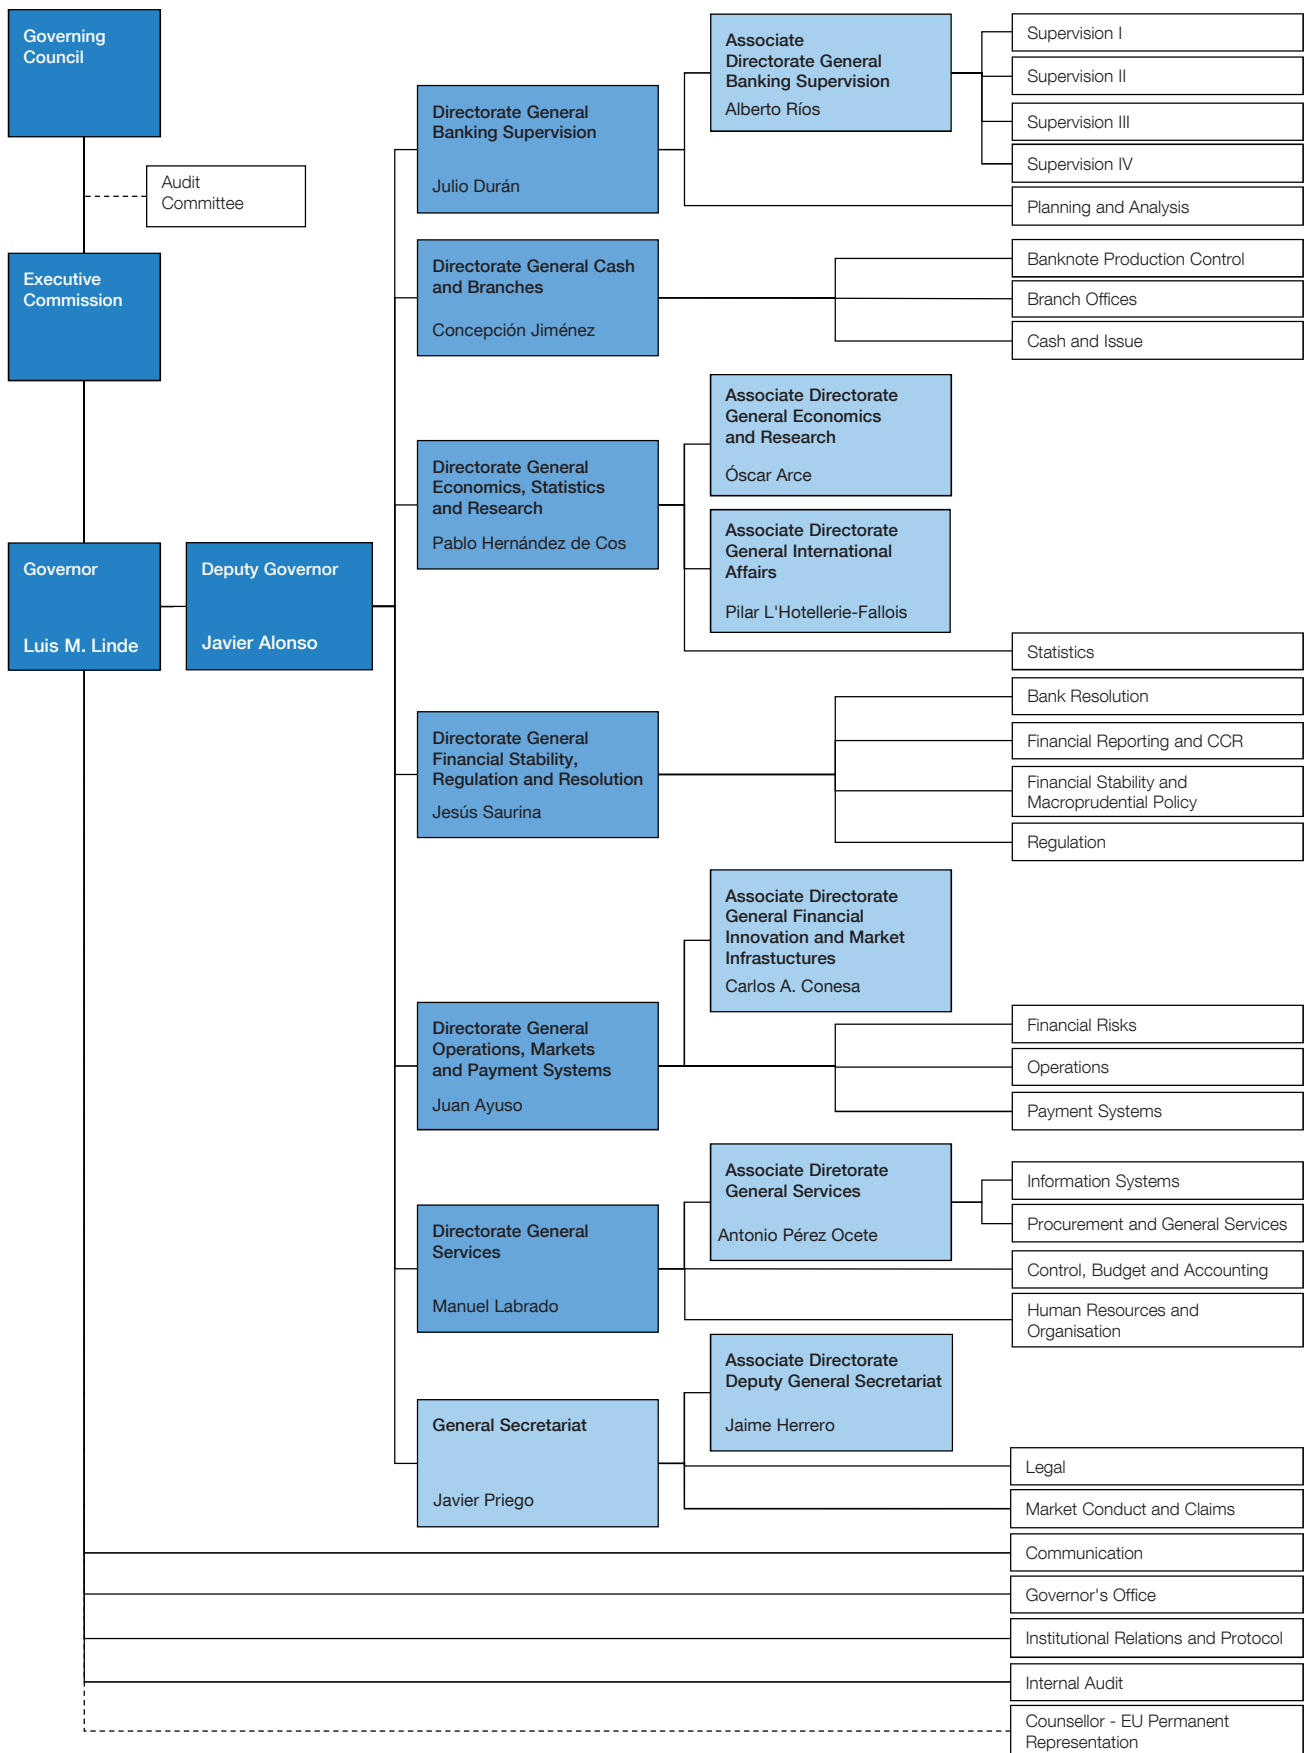 Governing
Council
Audit
Committee
Executive
Commission
Governor
Luis M. Linde
Deputy Governor
Javier Alonso
Directorate General
Banking Supervision
Julio Durán
Associate
Directorate General
Banking Supervision
Alberto Ríos
Supervision I
Supervision II
Supervision III
Supervision IV
Planning and Analysis
Directorate General Cash
and Branches
Concepción Jiménez
Banknote Production Control
Branch Offices
Cash and Issue
Directorate General
Economics, Statistics
and Research
Pablo Hernández de Cos
Associate Directorate
General Economics
and Research
Óscar Arce
Associate Directorate
General International
Affairs
Pilar L'Hotellerie-Fallois
Statistics
Directorate General
Financial Stability,
Regulation and Resolution
Jesús Saurina
Bank Resolution
Financial Reporting and CCR
Financial Stability and
Macroprudential Policy
Regulation
Directorate General
Operations, Markets
and Payment Systems
Juan Ayuso
Associate Directorate
General Financial
Innovation and Market
Infrastuctures
Carlos A. Conesa
Financial Risks
Operations
Payment Systems
Directorate General
Services
Manuel Labrado
Associate Diretorate
General Services
Antonio Pérez Ocete
Information Systems
Procurement and General Services
Control, Budget and Accounting
Human Resources and
Organisation
General Secretariat
Javier Priego
Associate Directorate
Deputy General Secretariat
Jaime Herrero
Legal
Market Conduct and Claims
Communication
Governor's Office
Institutional Relations and Protocol
Internal Audit
Counsellor - EU Permanent
Representation